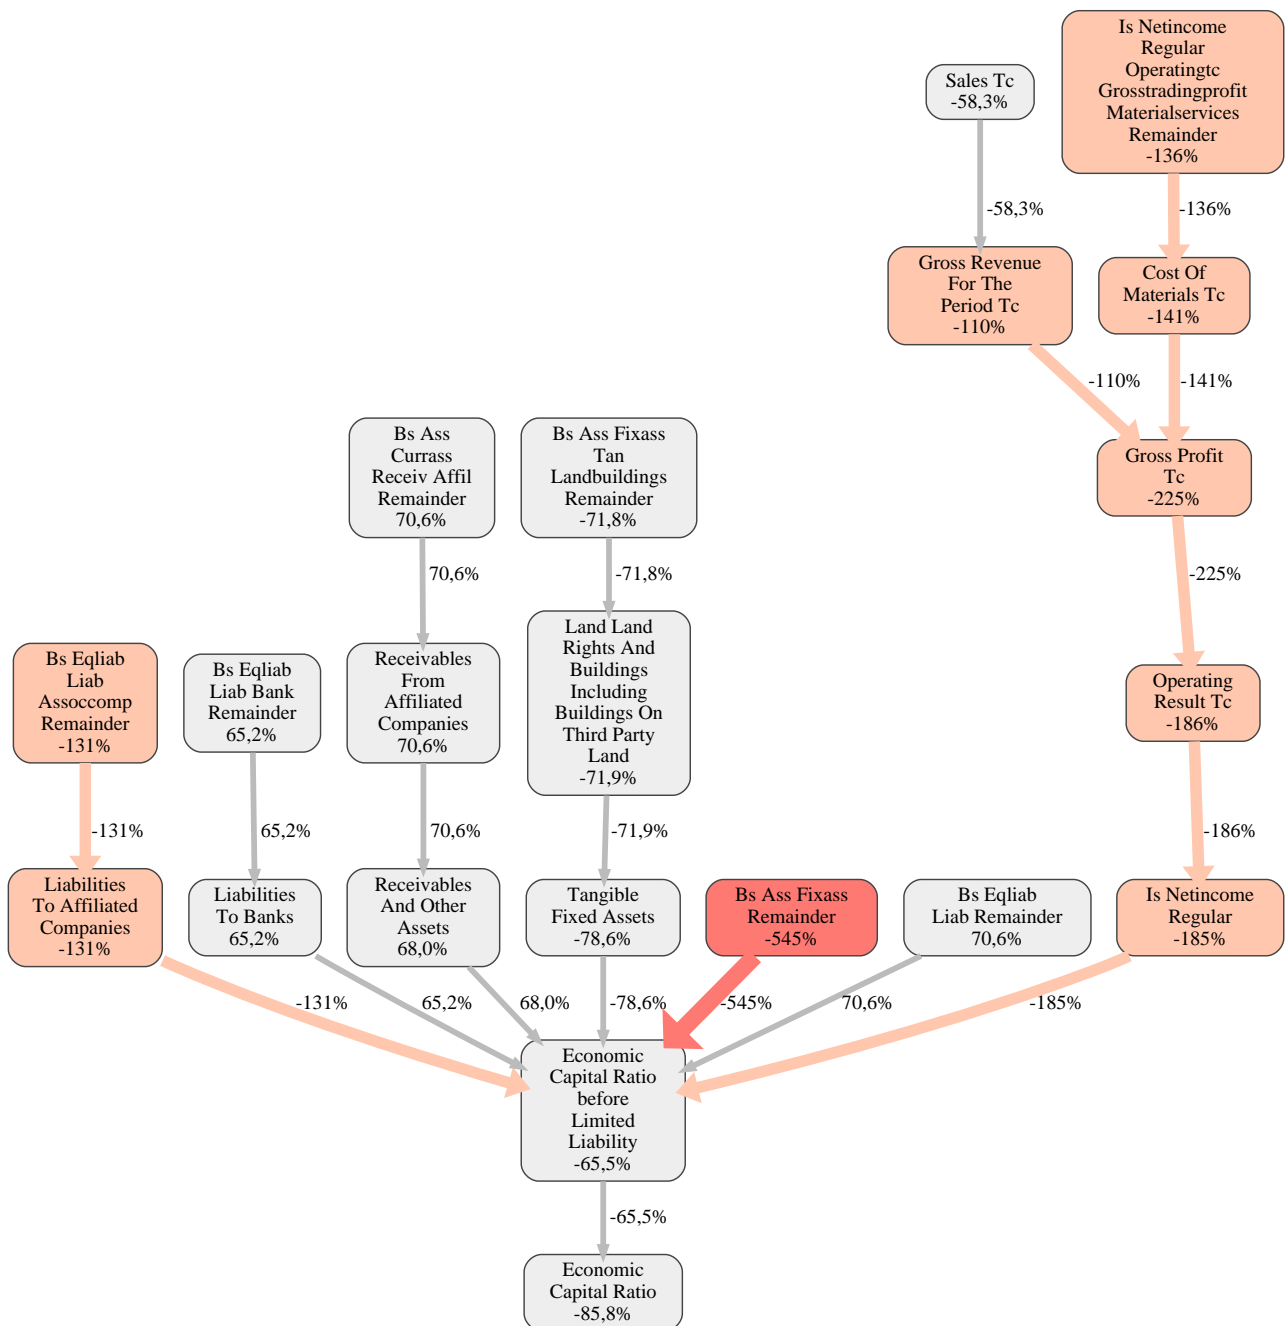 Is Netincome
Regular
Operatingtc
Grosstradingprofit
Materialservices
Remainder
-136%
Sales Tc
-58,3%
-58,3%
-136%
Gross Revenue
For The
Period Tc
-110%
Cost Of
Materials Tc
-141%
-110%
-141%
Bs Ass
Currass
Receiv Affil
Remainder
70,6%
Bs Ass Fixass
Tan
Landbuildings
Remainder
-71,8%
Gross Profit
Tc
-225%
70,6%
-71,8%
-225%
Bs Eqliab
Liab
Assoccomp
Remainder
-131%
Bs Eqliab
Liab Bank
Remainder
65,2%
Receivables
From
Affiliated
Companies
70,6%
Land Land
Rights And
Buildings
Including
Buildings On
Third Party
Land
-71,9%
Operating
Result Tc
-186%
-131%
65,2%
70,6%
-71,9%
-186%
Liabilities
To Affiliated
Companies
-131%
Liabilities
To Banks
65,2%
Receivables
And Other
Assets
68,0%
Tangible
Fixed Assets
-78,6%
Bs Ass Fixass
Remainder
-545%
Bs Eqliab
Liab Remainder
70,6%
Is Netincome
Regular
-185%
-131%
65,2%
68,0%
-78,6%
-545%
70,6%
-185%
Economic
Capital Ratio
before
Limited
Liability
-65,5%
-65,5%
Economic
Capital Ratio
-85,8%